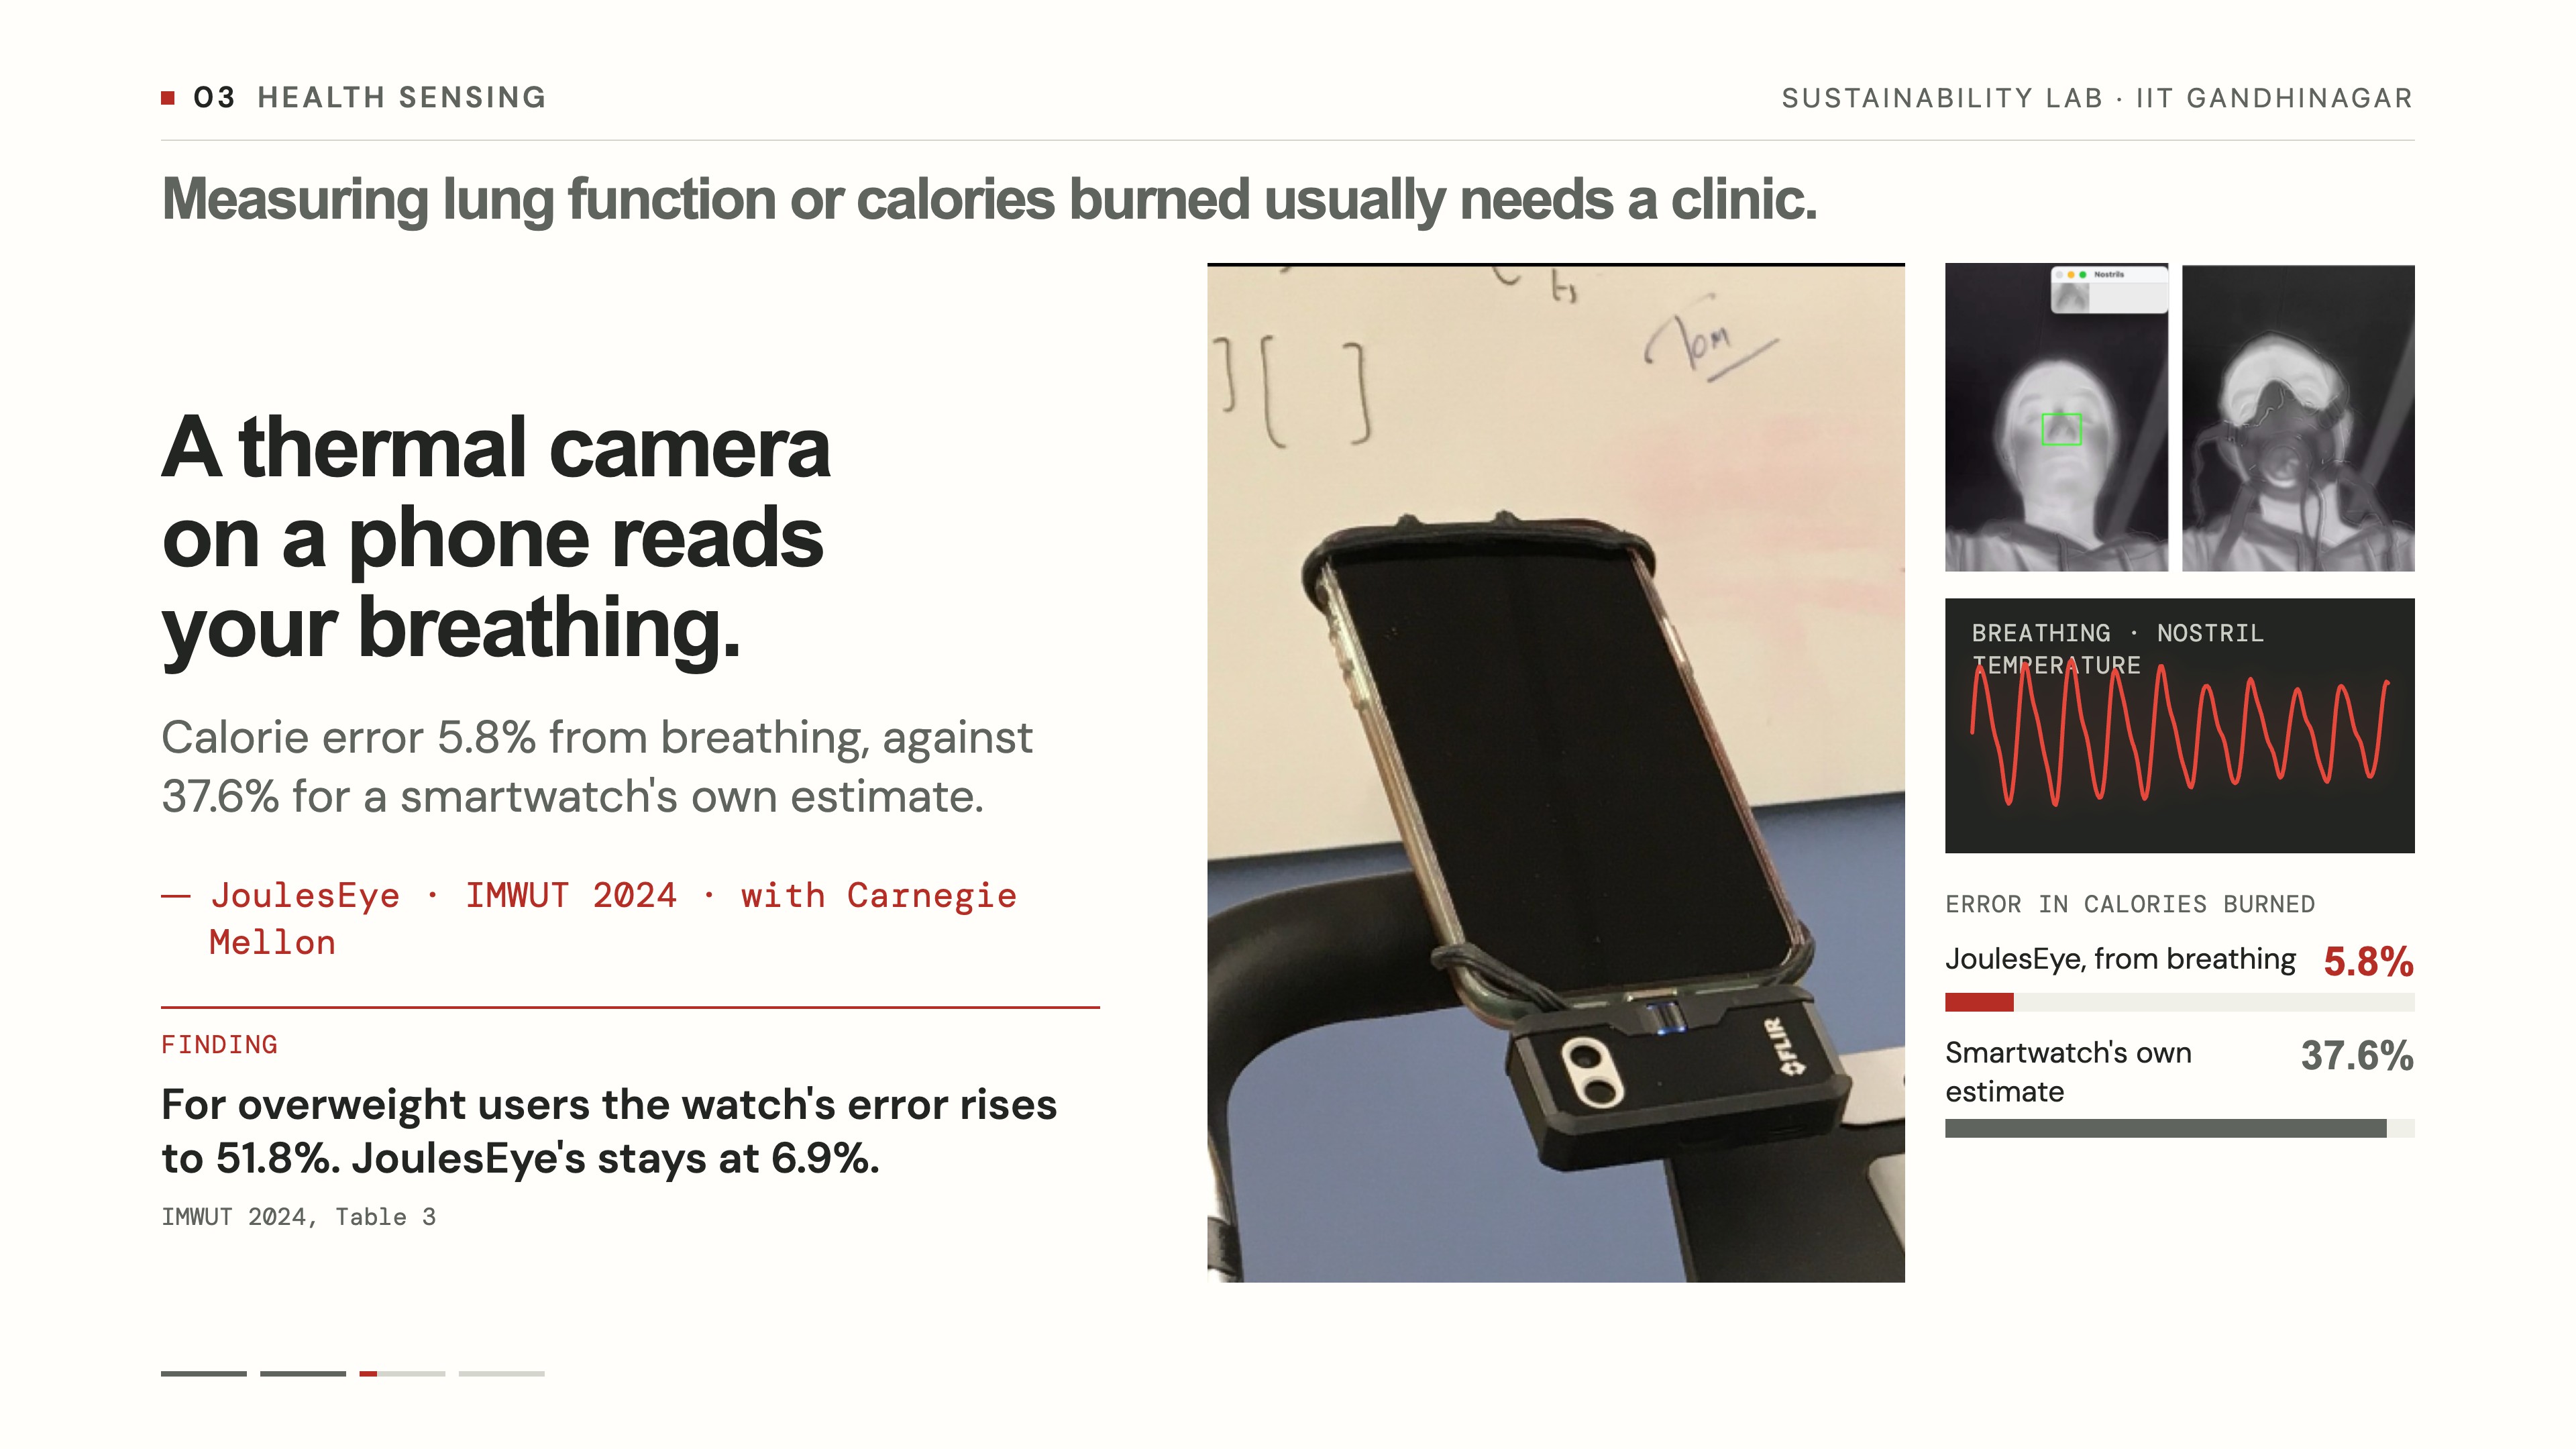 03 HEALTH SENSING
SUSTAINABILITY LAB · IIT GANDHINAGAR
Measuring lung function or calories burned usually needs a clinic.
A thermal camera
on a phone reads
your breathing.
Calorie error 5.8% from breathing, against
37.6% for a smartwatch's own estimate.
— JoulesEye · IMWUT 2024 · with Carnegie
Mellon
FINDING
For overweight users the watch's error rises
to 51.8%. JoulesEye's stays at 6.9%.
IMWUT 2024, Table 3
Tom
FLIR
Nostrils
BREATHING · NOSTRIL
TEMPERATURE
ERROR IN CALORIES BURNED
JoulesEye, from breathing 5.8%
Smartwatch's own 37.6%
estimate